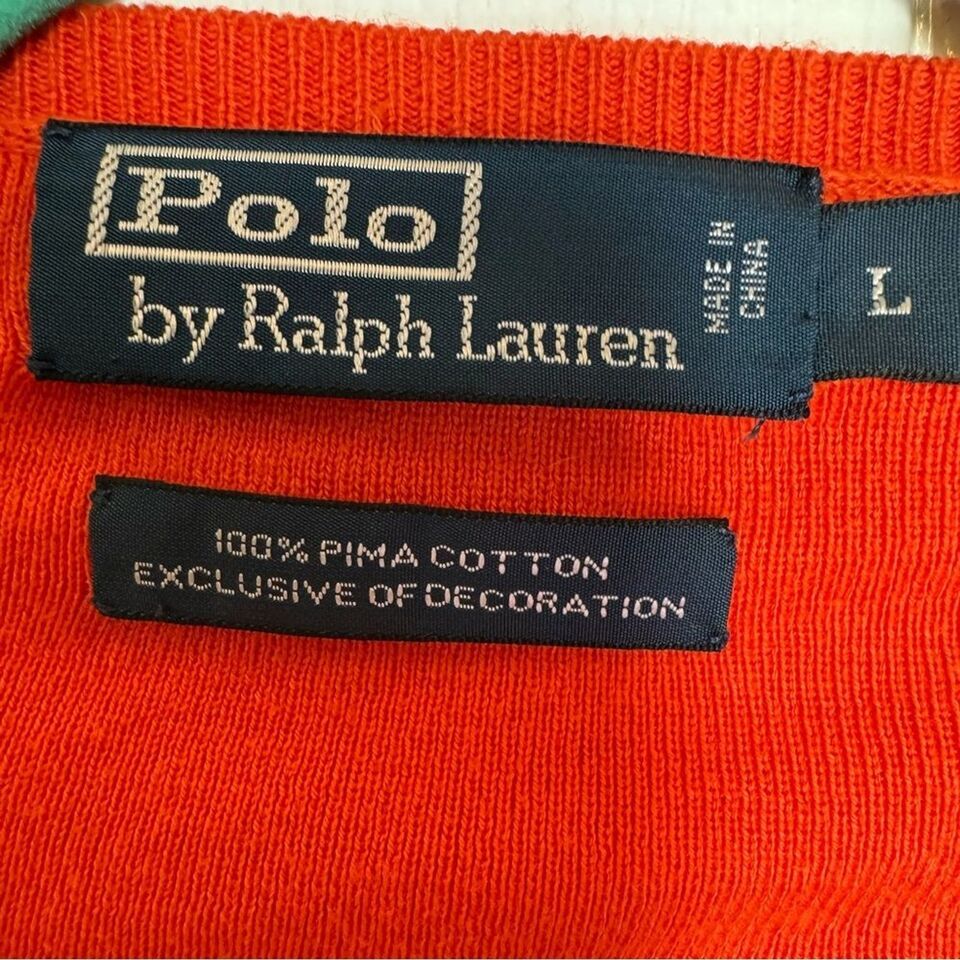 Polo
by Ralph Lauren
MADE IN
CHINA
L
100% PIMA COTTON
EXCLUSIVE OF DECORATION